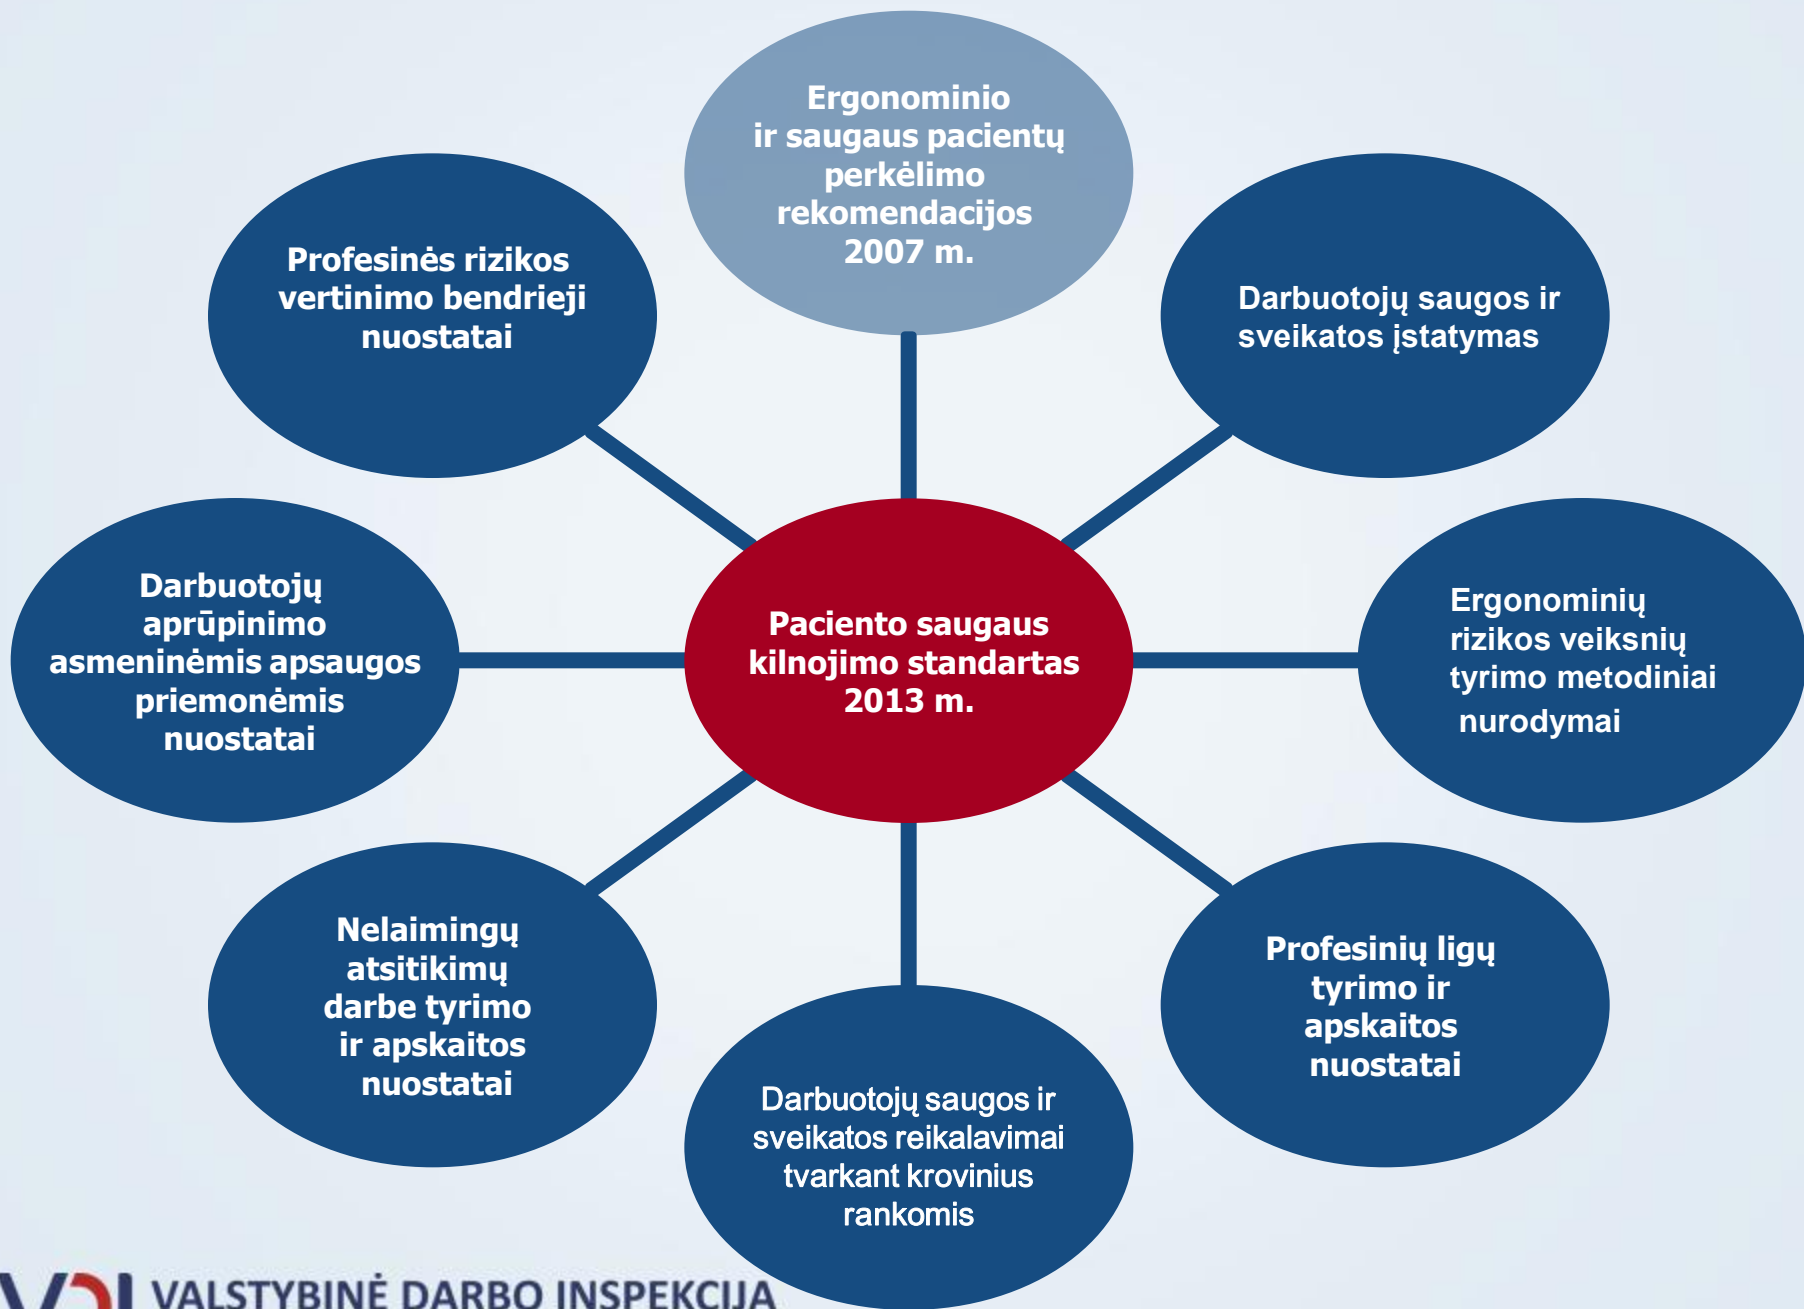 Ergonominio
ir saugaus pacientų
perkėlimo
rekomendacijos
2007 m.
Profesinės rizikos
vertinimo bendrieji
nuostatai
Darbuotojų saugos ir
sveikatos įstatymas
Darbuotojų
aprūpinimo
asmeninėmis apsaugos
priemonėmis
nuostatai
Paciento saugaus
kilnojimo standartas
2013 m.
Ergonominių
rizikos veiksnių
tyrimo metodiniai
nurodymai
Nelaimingų
atsitikimų
darbe tyrimo
ir apskaitos
nuostatai
Profesinių ligų
tyrimo ir
apskaitos
nuostatai
Darbuotojų saugos ir
sveikatos reikalavimai
tvarkant krovinius
rankomis
VDI VALSTYBINĖ DARBO INSPEKCIJA